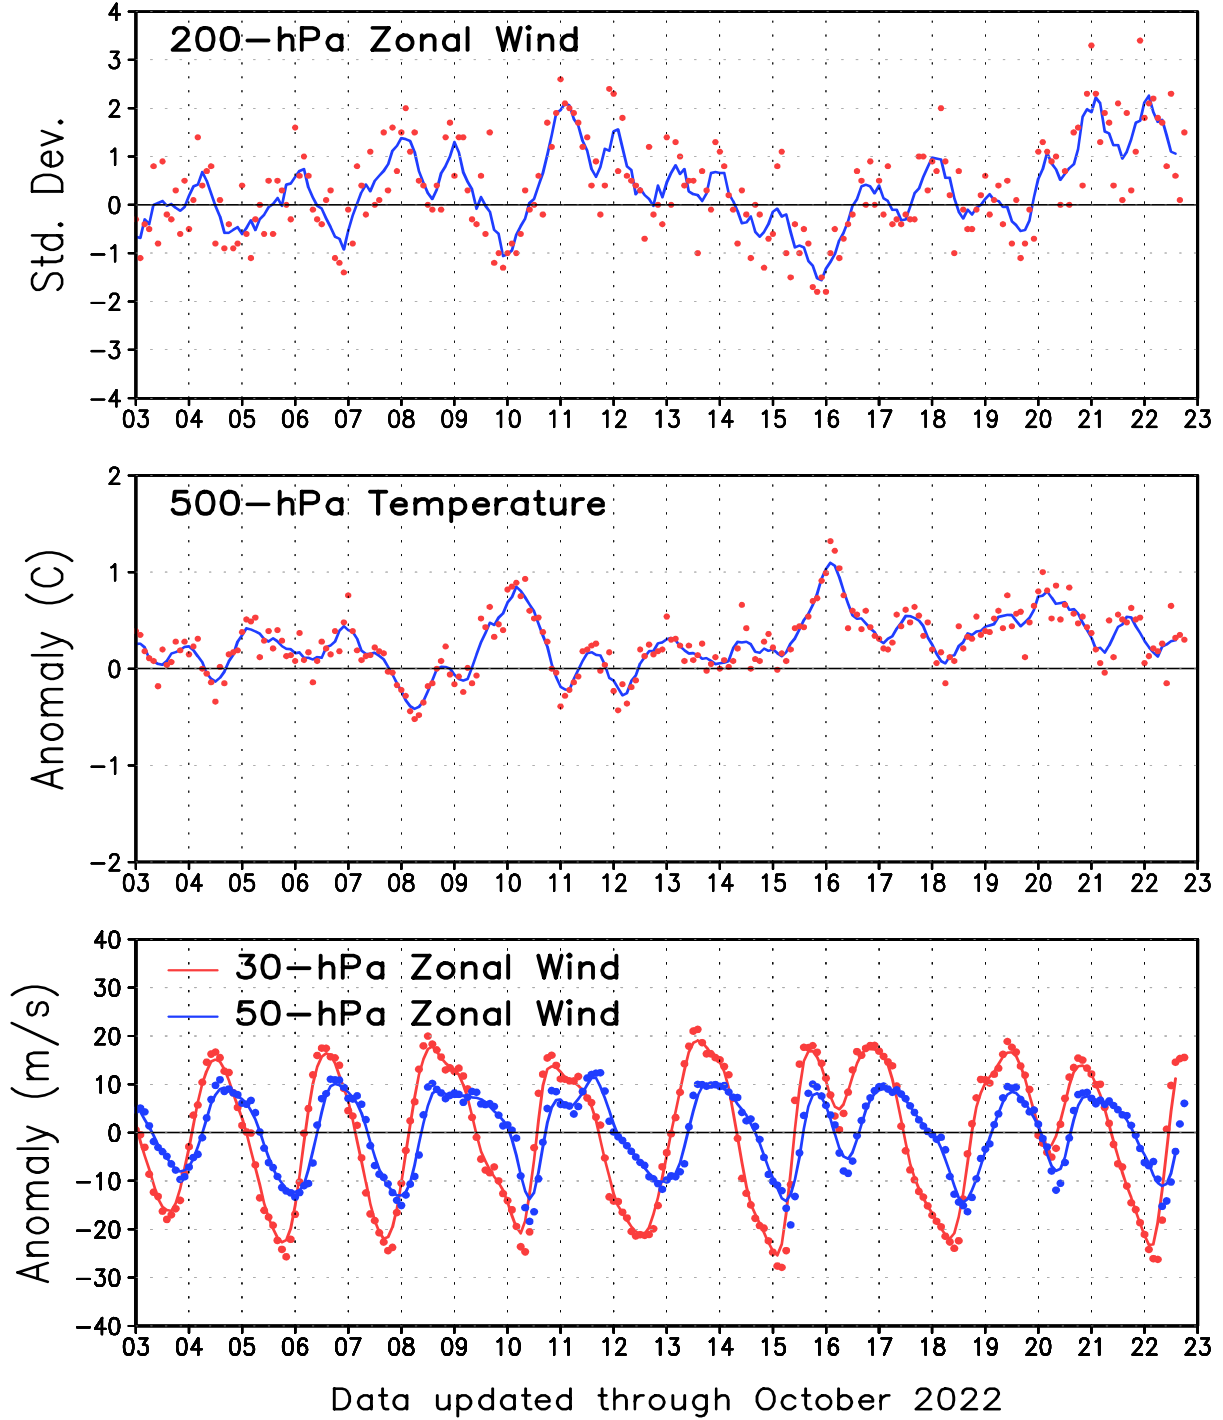 200-hPa Zonal Wind
Std. Dev.
4
3
2
1
0
-1
-2
-3
-4
03 04 05 06 07 08 09 10 11 12 13 14 15 16 17 18 19 20 21 22 23
500-hPa Temperature
Anomaly (C)
2
1
0
-1
-2
03 04 05 06 07 08 09 10 11 12 13 14 15 16 17 18 19 20 21 22 23
30-hPa Zonal Wind
50-hPa Zonal Wind
Anomaly (m/s)
40
30
20
10
0
-10
-20
-30
-40
03 04 05 06 07 08 09 10 11 12 13 14 15 16 17 18 19 20 21 22 23
Data updated through October 2022